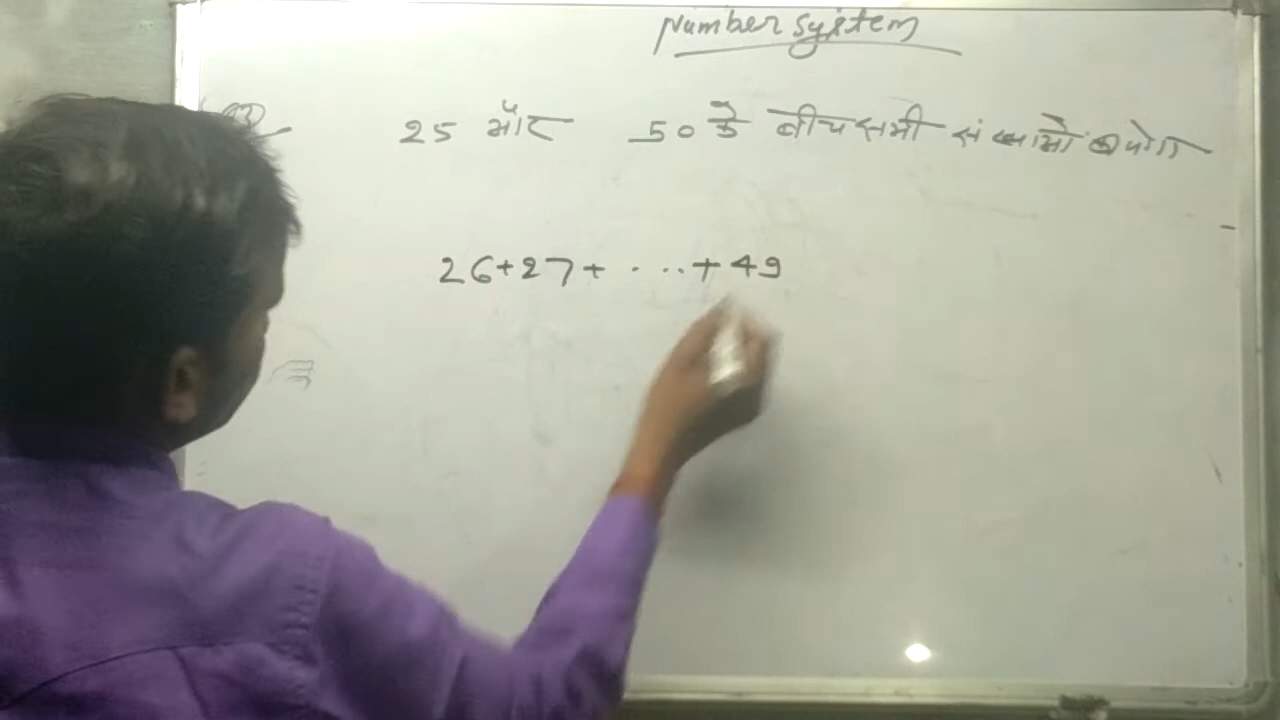 Number system
25 और 50 के बीच सभी संख्याओं का योग
26+27+ ....+ 49